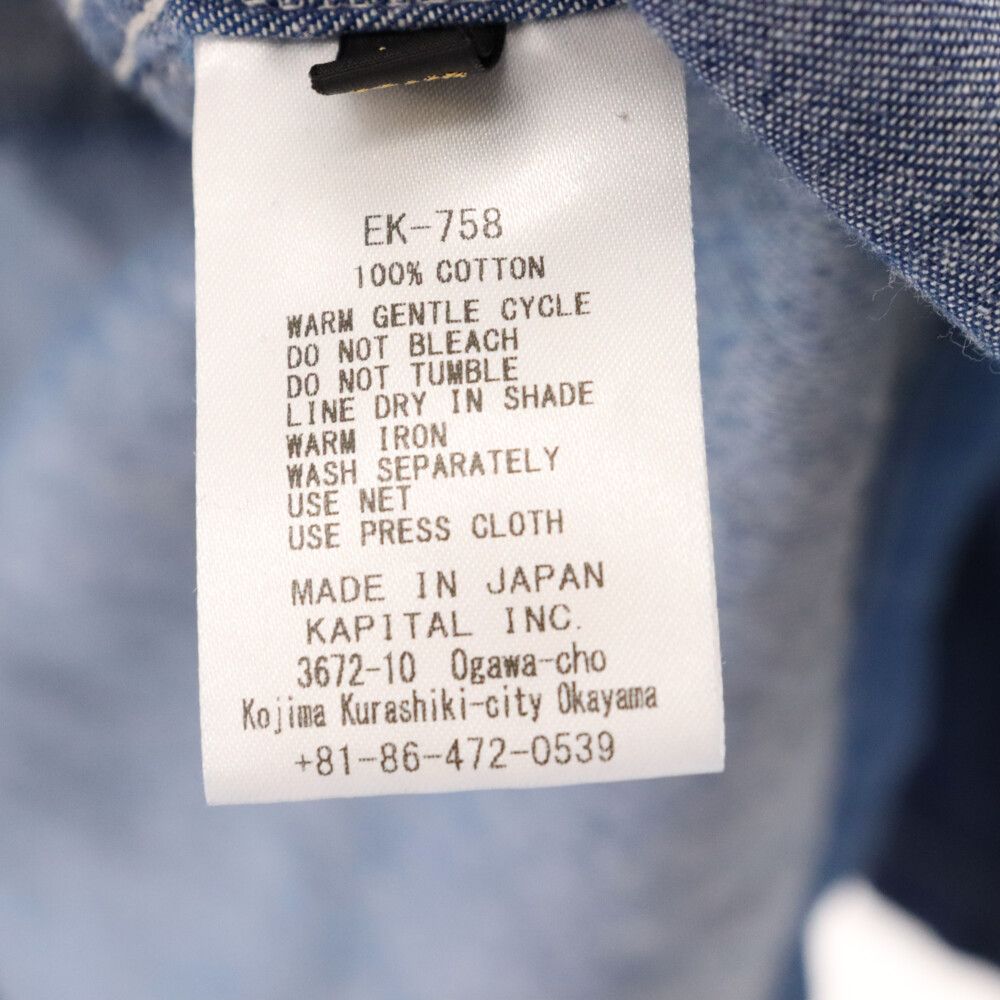 EK-758
100% COTTON
WARM GENTLE CYCLE
DO NOT BLEACH
DO NOT TUMBLE
LINE DRY IN SHADE
WARM IRON
WASH SEPARATELY
USE NET
USE PRESS CLOTH
MADE IN JAPAN
KAPITAL INC.
3672-10 Ogawa-cho
Kojima Kurashiki-city Okayama
+81-86-472-0539